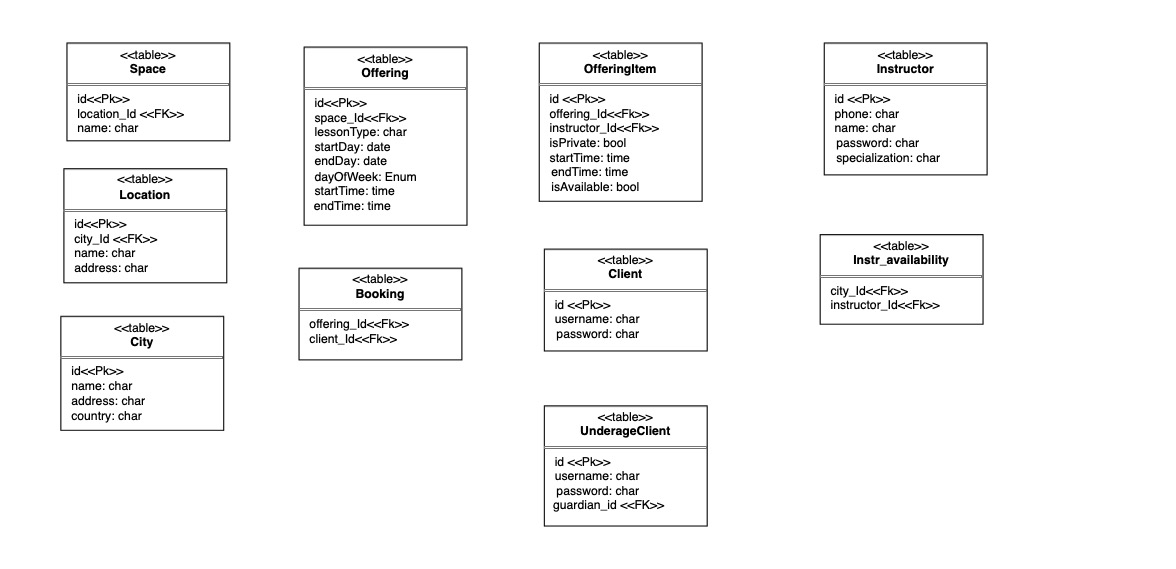 <<table>>
Space
id<<Pk>>
location_Id <<FK>>
name: char
<<table>>
Location
id<<Pk>>
city_Id <<FK>>
name: char
address: char
<<table>>
City
id<<Pk>>
name: char
address: char
country: char
<<table>>
Offering
id<<Pk>>
space_Id<<Fk>>
lessonType: char
startDay: date
endDay: date
dayOfWeek: Enum
startTime: time
endTime: time
<<table>>
Booking
offering_Id<<Fk>>
client_Id<<Fk>>
<<table>>
OfferingItem
id <<Pk>>
offering_Id<<Fk>>
instructor_Id<<Fk>>
isPrivate: bool
startTime: time
endTime: time
isAvailable: bool
<<table>>
Client
id <<Pk>>
username: char
password: char
<<table>>
UnderageClient
id <<Pk>>
username: char
password: char
guardian_id <<FK>>
<<table>>
Instructor
id <<Pk>>
phone: char
name: char
password: char
specialization: char
<<table>>
Instr_availability
city_Id<<Fk>>
instructor_Id<<Fk>>